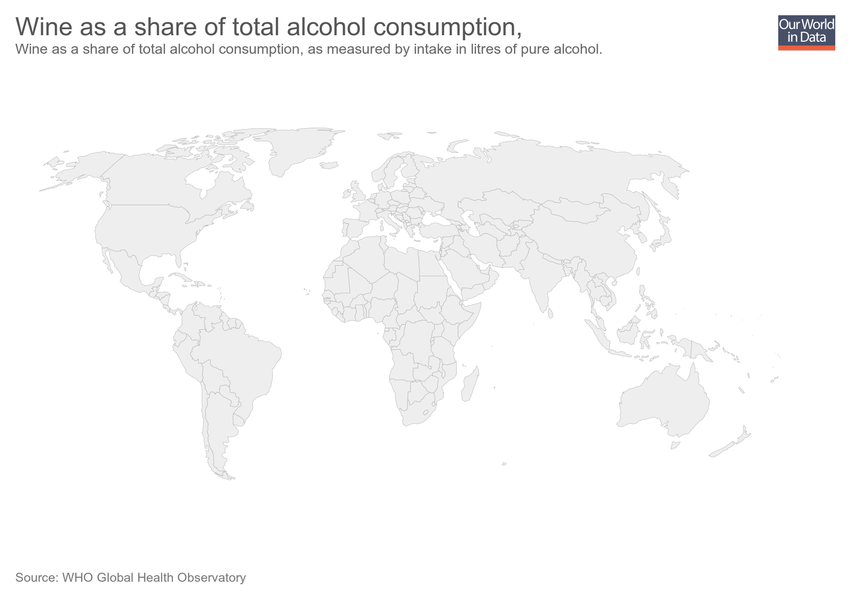 Wine as a share of total alcohol consumption,
Wine as a share of total alcohol consumption, as measured by intake in litres of pure alcohol.
Our World
in Data
Source: WHO Global Health Observatory